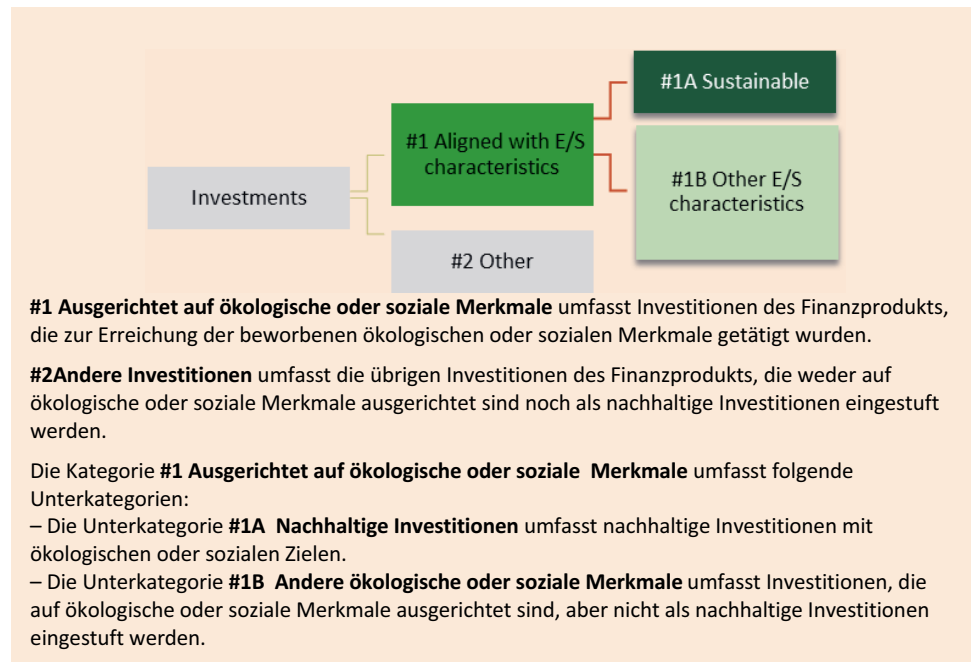 #1A Sustainable
#1 Aligned with E/S
characteristics
#1B Other E/S
characteristics
Investments
#2 Other
#1 Ausgerichtet auf ökologische oder soziale Merkmale umfasst Investitionen des Finanzprodukts,
die zur Erreichung der beworbenen ökologischen oder sozialen Merkmale getätigt wurden.
#2Andere Investitionen umfasst die übrigen Investitionen des Finanzprodukts, die weder auf
ökologische oder soziale Merkmale ausgerichtet sind noch als nachhaltige Investitionen eingestuft
werden.
Die Kategorie #1 Ausgerichtet auf ökologische oder soziale Merkmale umfasst folgende
Unterkategorien:
– Die Unterkategorie #1A Nachhaltige Investitionen umfasst nachhaltige Investitionen mit
ökologischen oder sozialen Zielen.
– Die Unterkategorie #1B Andere ökologische oder soziale Merkmale umfasst Investitionen, die
auf ökologische oder soziale Merkmale ausgerichtet sind, aber nicht als nachhaltige Investitionen
eingestuft werden.